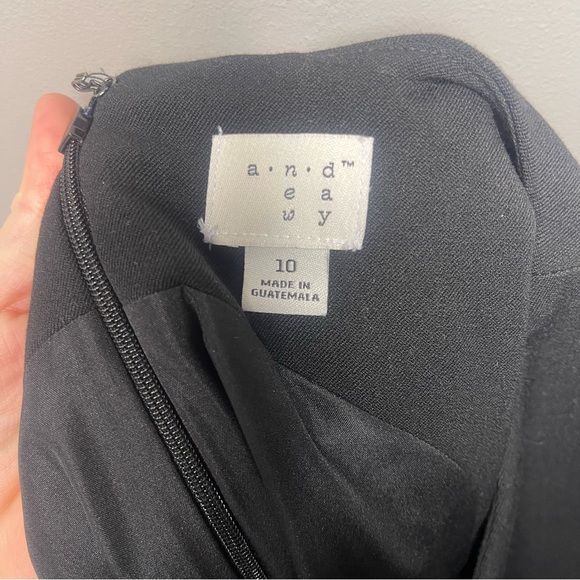 a·n·d™
e a
w y
10
MADE IN
GUATEMALA